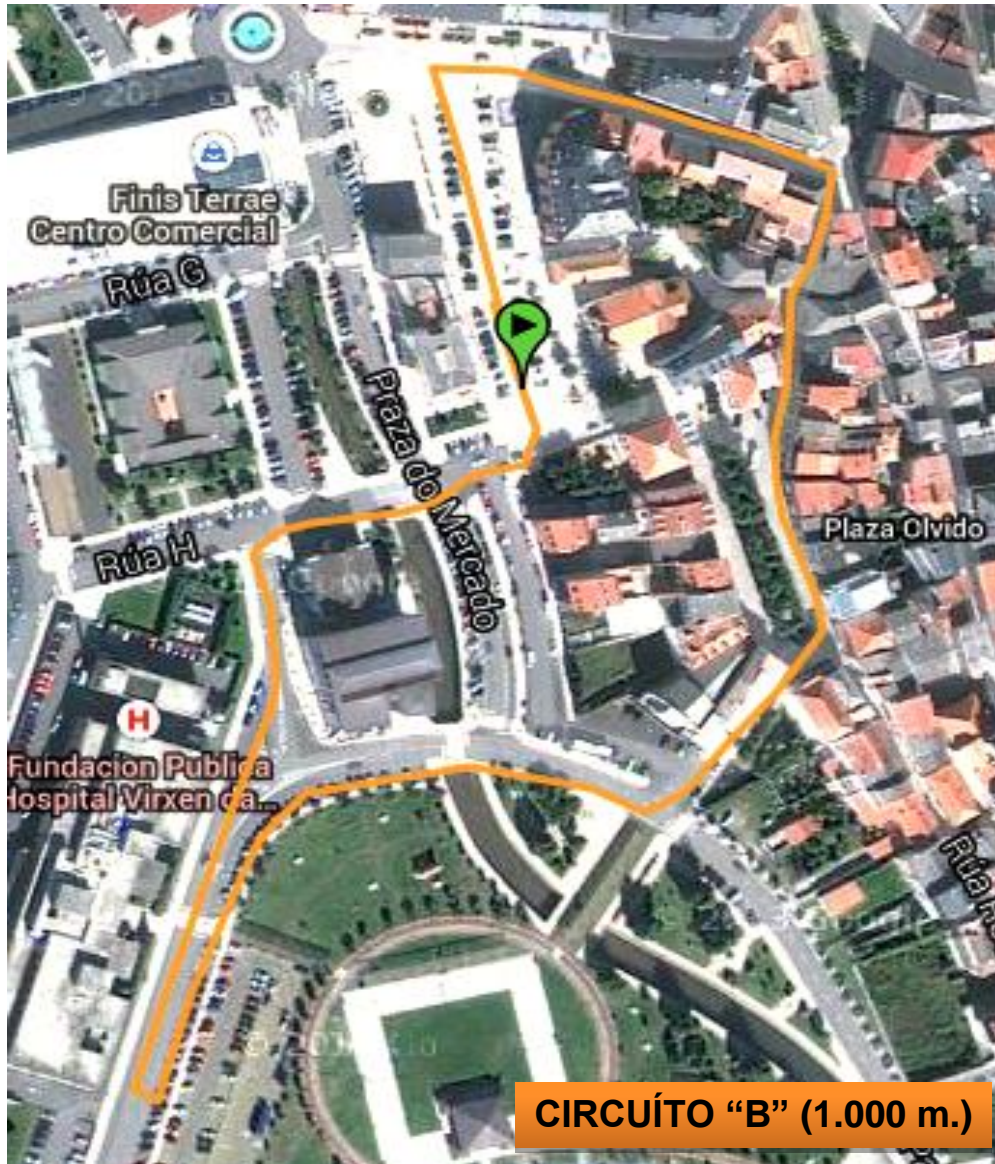 Finis Terrae
Centro Comercial
Rúa G
Praza do Mercado
Rúa H
Plaza Olvido
H
Fundacion Publica
Hospital Virxen da...
Rúa
CIRCUÍTO “B” (1.000 m.)